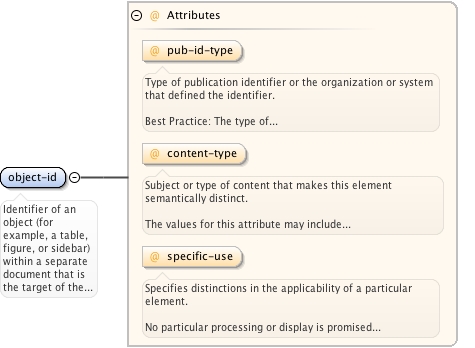 @ Attributes
@ pub-id-type
Type of publication identifier or the organization or system
that defined the identifier.
Best Practice: The type of...
@ content-type
Subject or type of content that makes this element
semantically distinct.
The values for this attribute may include...
@ specific-use
Specifies distinctions in the applicability of a particular
element.
No particular processing or display is promised...
object-id
Identifier of an
object (for
example, a table,
figure, or sidebar)
within a separate
document that is
the target of the...